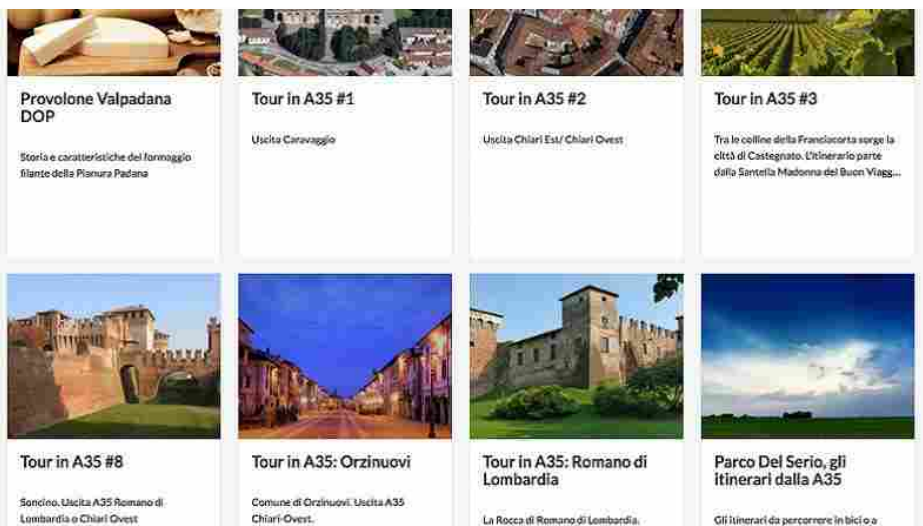 Provolone Valpadana
DOP
Storia e caratteristiche del formaggio
filante della Pianura Padana
Tour in A35 #1
Uscita Caravaggio
Tour in A35 #2
Uscita Chiari Est/ Chiari Ovest
Tour in A35 #3
Tra le colline della Franciacorta sorge la
città di Castegnato. L'itinerario parte
dalla Santella Madonna del Buon Viagg...
Tour in A35 #8
Soncino. Uscita A35 Romano di
Lombardia o Chiari Ovest
Tour in A35: Orzinuovi
Comune di Orzinuovi. Uscita A35
Chiari-Ovest.
Tour in A35: Romano di
Lombardia
La Rocca di Romano di Lombardia.
Parco Del Serio, gli
itinerari dalla A35
Gli itinerari da percorrere in bici o a